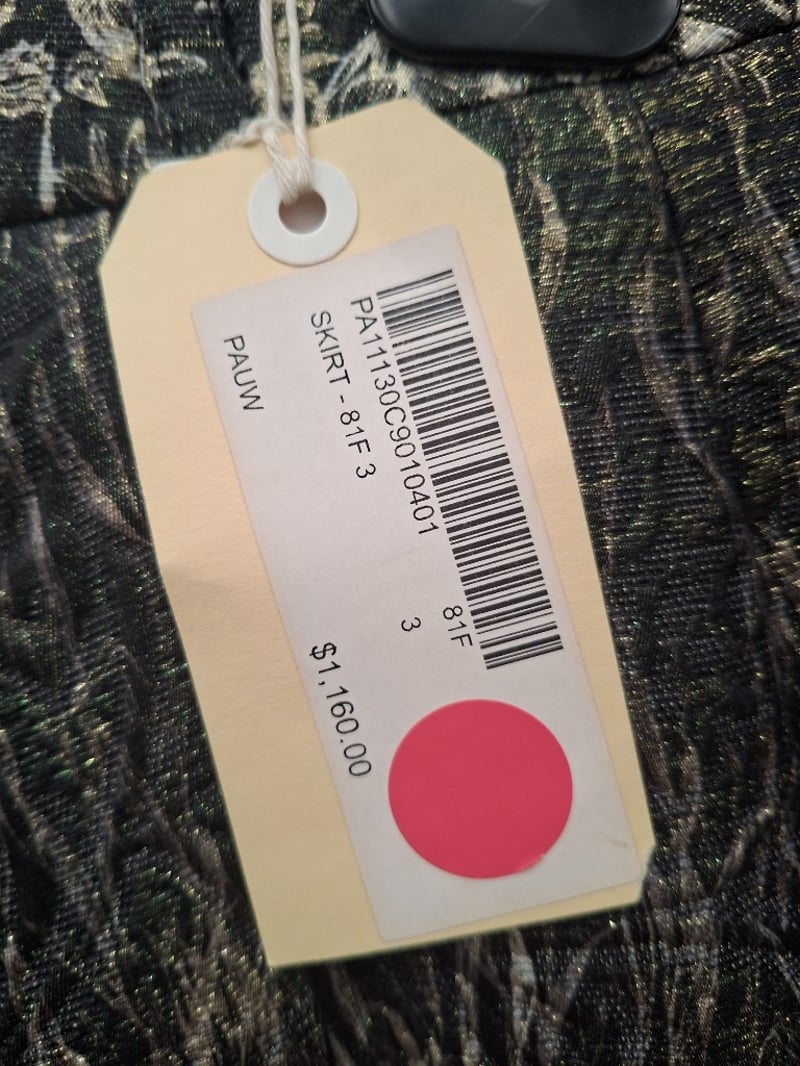 PA11130C9010401 81F
SKIRT - 81F 3 3
PAUW $1,160.00